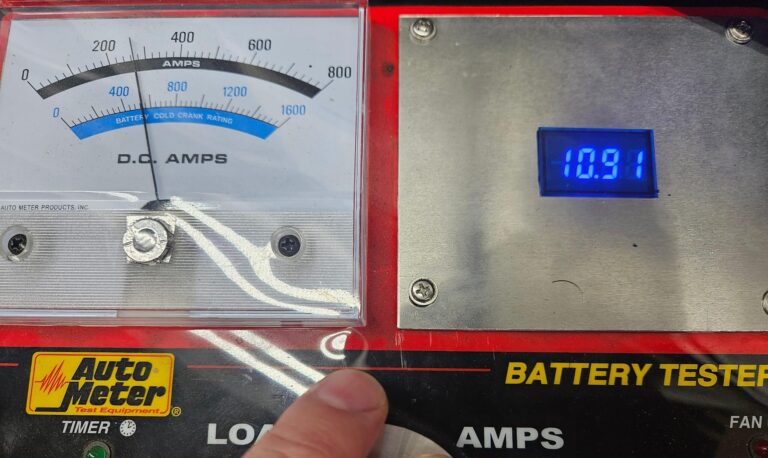 0 200 400 600 800
AMPS
0 400 800 1200 1600
BATTERY COLD CRANK RATING
D.C. AMPS
AUTO METER PRODUCTS, INC.
10.91
Auto
Meter
Test Equipment
®
BATTERY TESTER
TIMER
AMPS
FAN